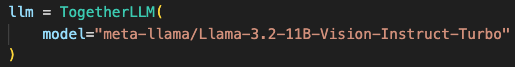 llm = TogetherLLM(
    model="meta-llama/Llama-3.2-11B-Vision-Instruct-Turbo"
)